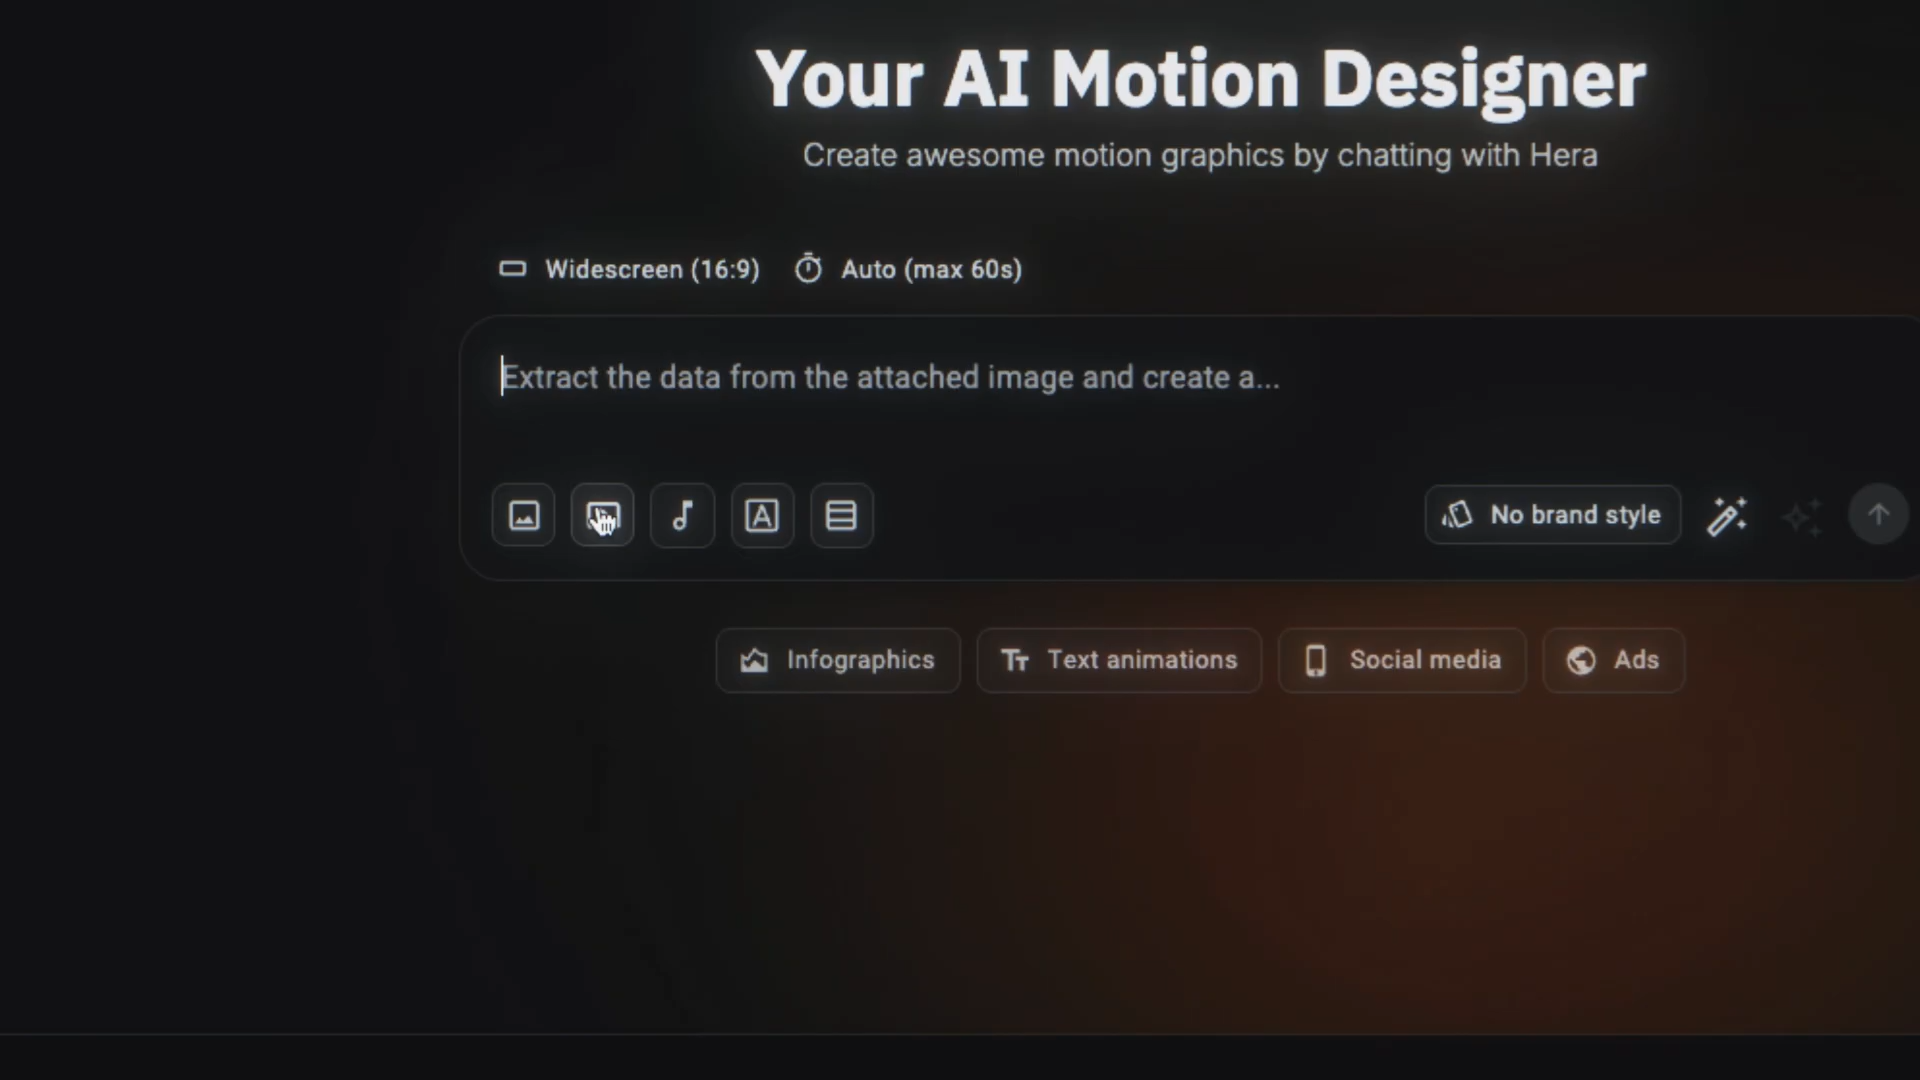 Your AI Motion Designer
Create awesome motion graphics by chatting with Hera
Widescreen (16:9) Auto (max 60s)
Extract the data from the attached image and create a...
No brand style
Infographics Text animations Social media Ads